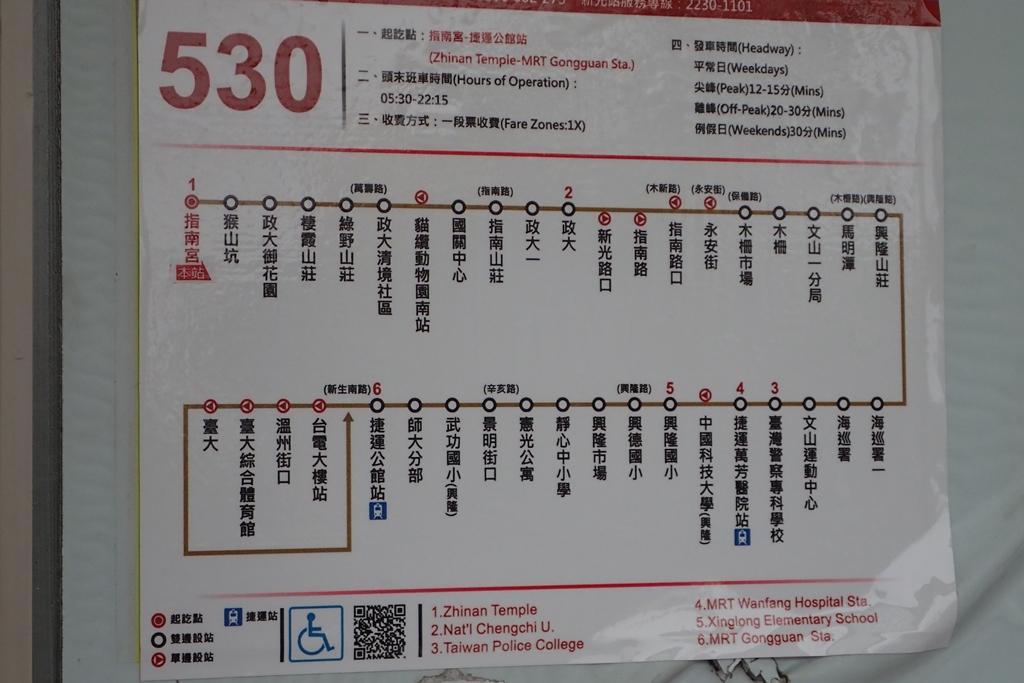 新光站服務專線：2230-1101
530
一、起訖點：指南宮-捷運公館站
(Zhinan Temple-MRT Gongguan Sta.)
二、頭末班車時間(Hours of Operation)：
05:30-22:15
三、收費方式：一段票收費(Fare Zones:1X)
四、發車時間(Headway)：
平常日(Weekdays)
尖峰(Peak)12-15分(Mins)
離峰(Off-Peak)20-30分(Mins)
例假日(Weekends)30分(Mins)
1
指南宮
本站
猴山坑
政大御花園
棲霞山莊
綠野山莊
(萬壽路)
政大清境社區
貓纜動物園南站
國關中心
(指南路)
指南山莊
政大一
2
政大
新光路口
指南路
(木新路)
指南路口
(永安街)
永安街
(保儀路)
木柵市場
木柵
文山一分局
(木柵路)
馬明潭
(興隆路)
興隆山莊
海巡署一
海巡署
文山運動中心
3
臺灣警察專科學校
4
捷運萬芳醫院站
中國科技大學(興隆)
5
興隆國小
(興隆路)
興德國小
興隆市場
靜心中小學
憲光公寓
(辛亥路)
景明街口
武功國小(興隆)
師大分部
6
捷運公館站
(新生南路)
台電大樓站
溫州街口
臺大綜合體育館
臺大
起訖點
雙邊設站
單邊設站
捷運站
1.Zhinan Temple
2.Nat'l Chengchi U.
3.Taiwan Police College
4.MRT Wanfang Hospital Sta.
5.Xinglong Elementary School
6.MRT Gongguan Sta.